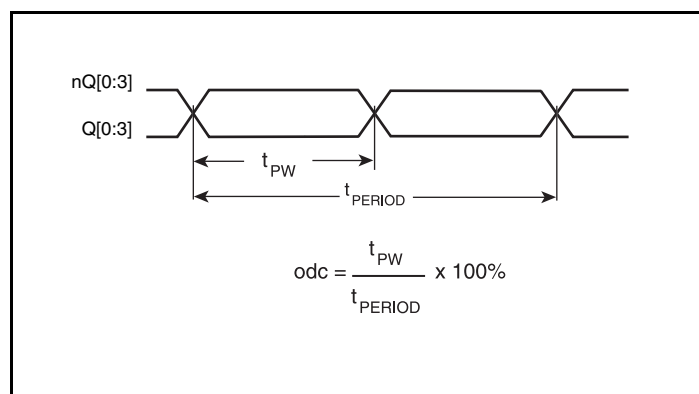 nQ[0:3]
Q[0:3]
tPW
tPERIOD
odc = tPW / tPERIOD x 100%